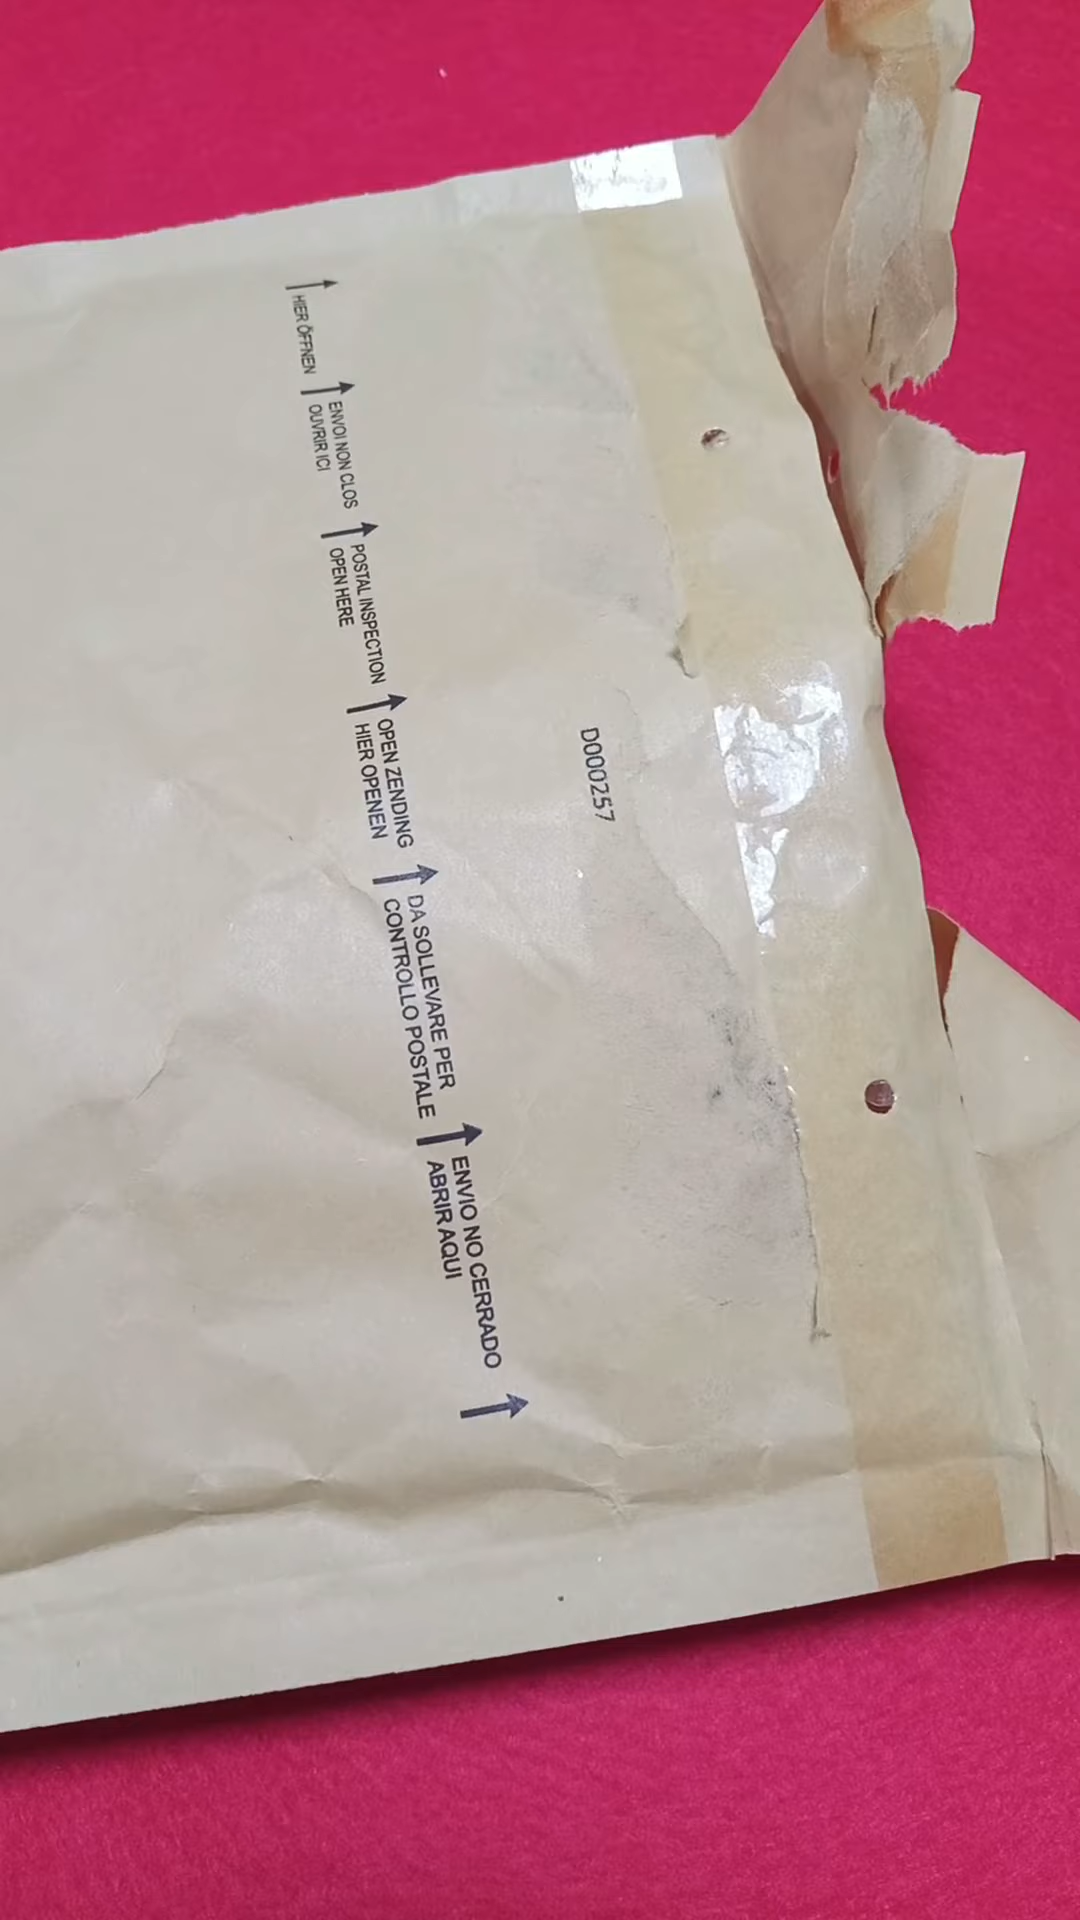 D000257
HIER ÖFFNEN
ENVOI NON CLOS
OUVRIR ICI
POSTAL INSPECTION
OPEN HERE
OPEN ZENDING
HIER OPENEN
DA SOLLEVARE PER
CONTROLLO POSTALE
ENVIO NO CERRADO
ABRIR AQUI